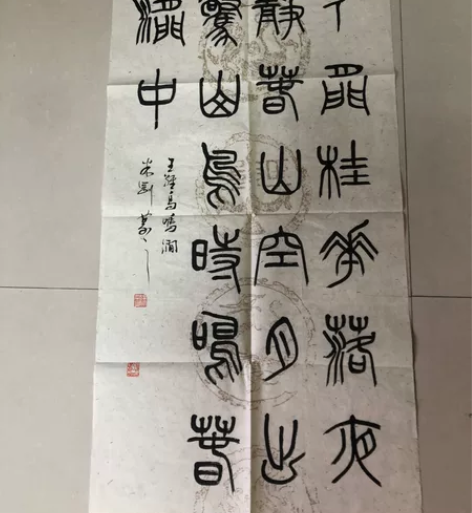 人閒桂花落夜
靜春山空月出
驚山鳥時鳴春
澗中
王維鳥鳴澗